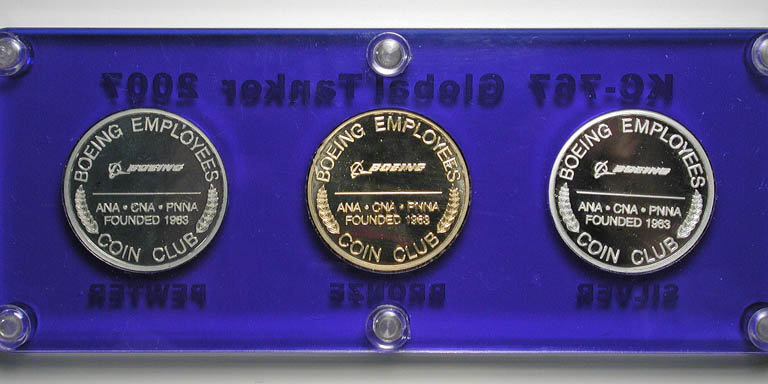 KC-767 Global Tanker 2007
BOEING EMPLOYEES
BOEING
ANA • CNA • PNNA
FOUNDED 1963
COIN CLUB
BOEING EMPLOYEES
BOEING
ANA • CNA • PNNA
FOUNDED 1963
COIN CLUB
BOEING EMPLOYEES
BOEING
ANA • CNA • PNNA
FOUNDED 1963
COIN CLUB
PEWTER
BRONZE
SILVER